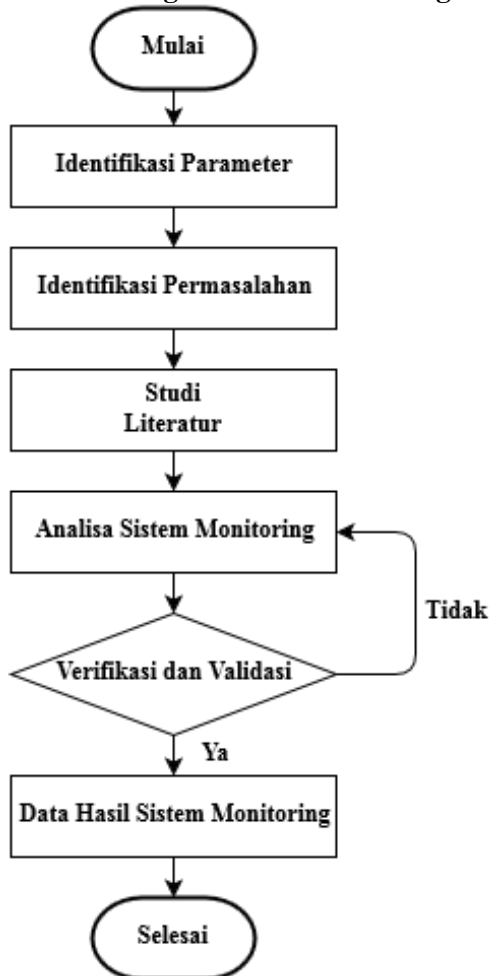 Mulai
Identifikasi Parameter
Identifikasi Permasalahan
Studi
Literatur
Analisa Sistem Monitoring
Tidak
Verifikasi dan Validasi
Ya
Data Hasil Sistem Monitoring
Selesai